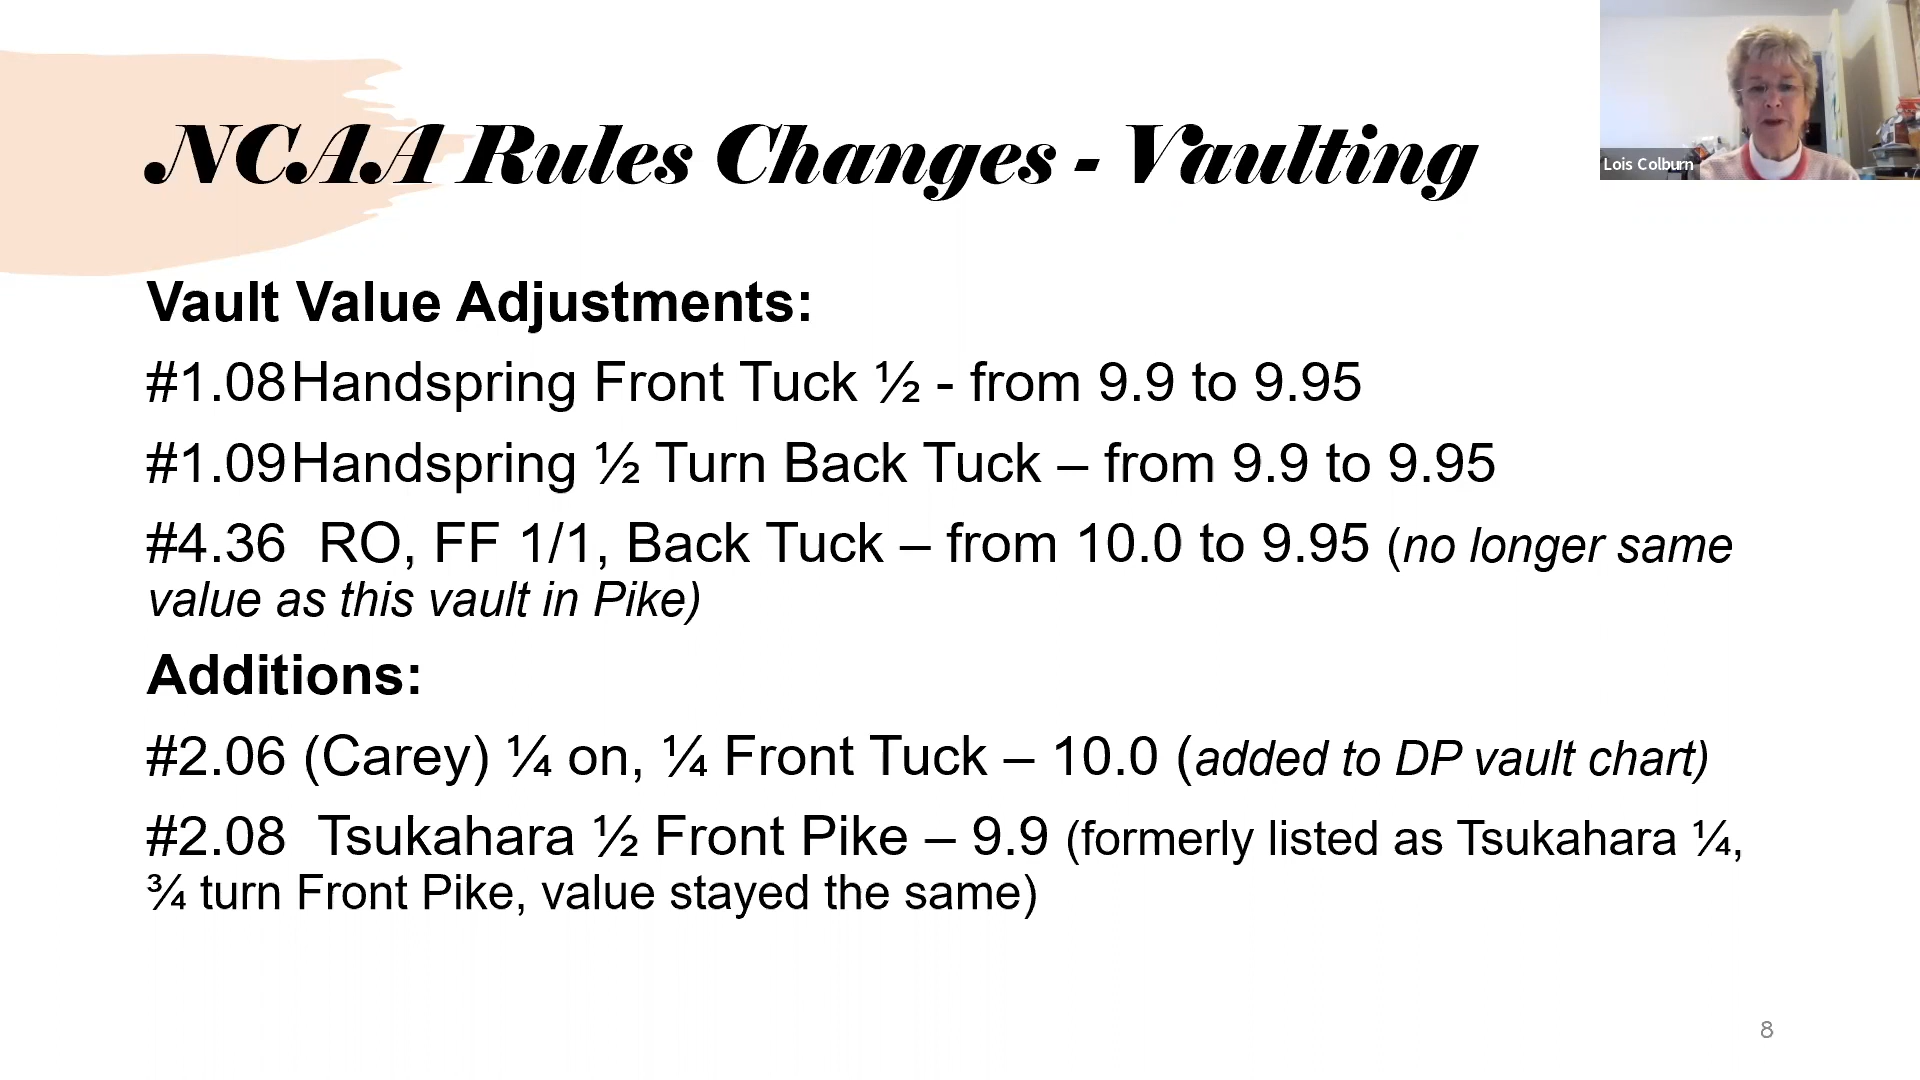 NCAA Rules Changes - Vaulting
Lois Colburn
Vault Value Adjustments:
#1.08 Handspring Front Tuck ½ - from 9.9 to 9.95
#1.09 Handspring ½ Turn Back Tuck – from 9.9 to 9.95
#4.36 RO, FF 1/1, Back Tuck – from 10.0 to 9.95 (no longer same
value as this vault in Pike)
Additions:
#2.06 (Carey) ¼ on, ¼ Front Tuck – 10.0 (added to DP vault chart)
#2.08 Tsukahara ½ Front Pike – 9.9 (formerly listed as Tsukahara ¼,
¾ turn Front Pike, value stayed the same)
8